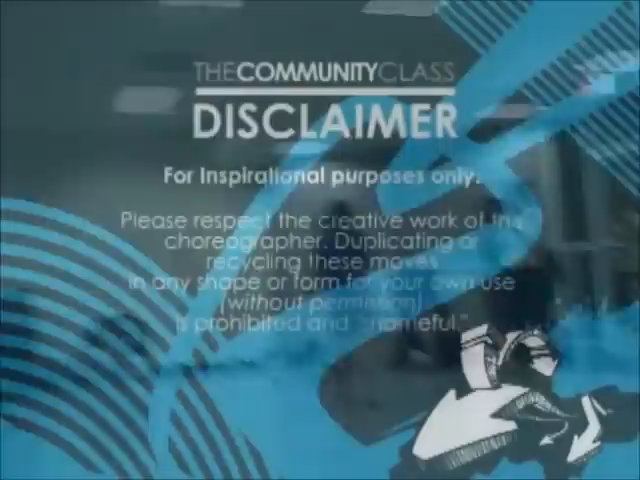 THECOMMUNITYCLASS
DISCLAIMER
For Inspirational purposes only.
Please respect the creative work of the
choreographer. Duplicating or
recycling these moves
in any shape or form for your own use
(without permission)
is prohibited and "nameful."